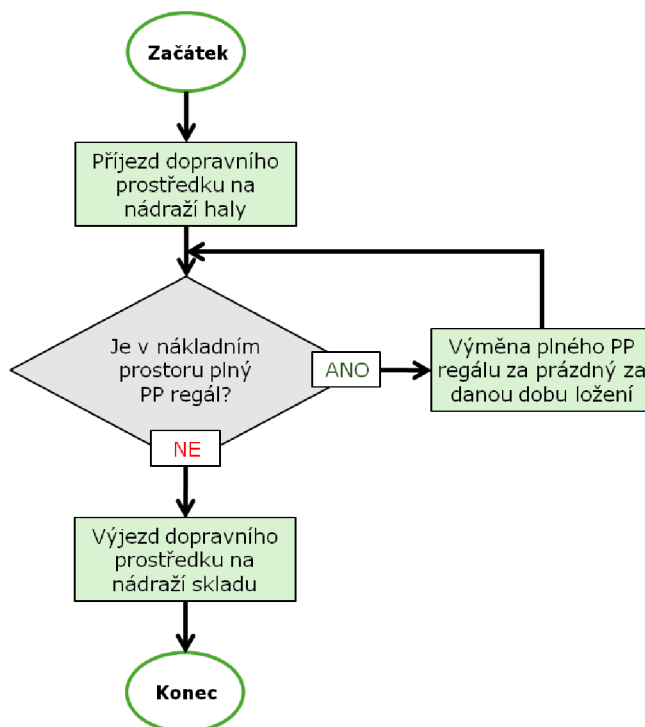 Začátek
Příjezd dopravního
prostředku na
nádraží haly
Je v nákladním
prostoru plný
PP regál?
ANO
Výměna plného PP
regálu za prázdný za
danou dobu ložení
NE
Výjezd dopravního
prostředku na
nádraží skladu
Konec